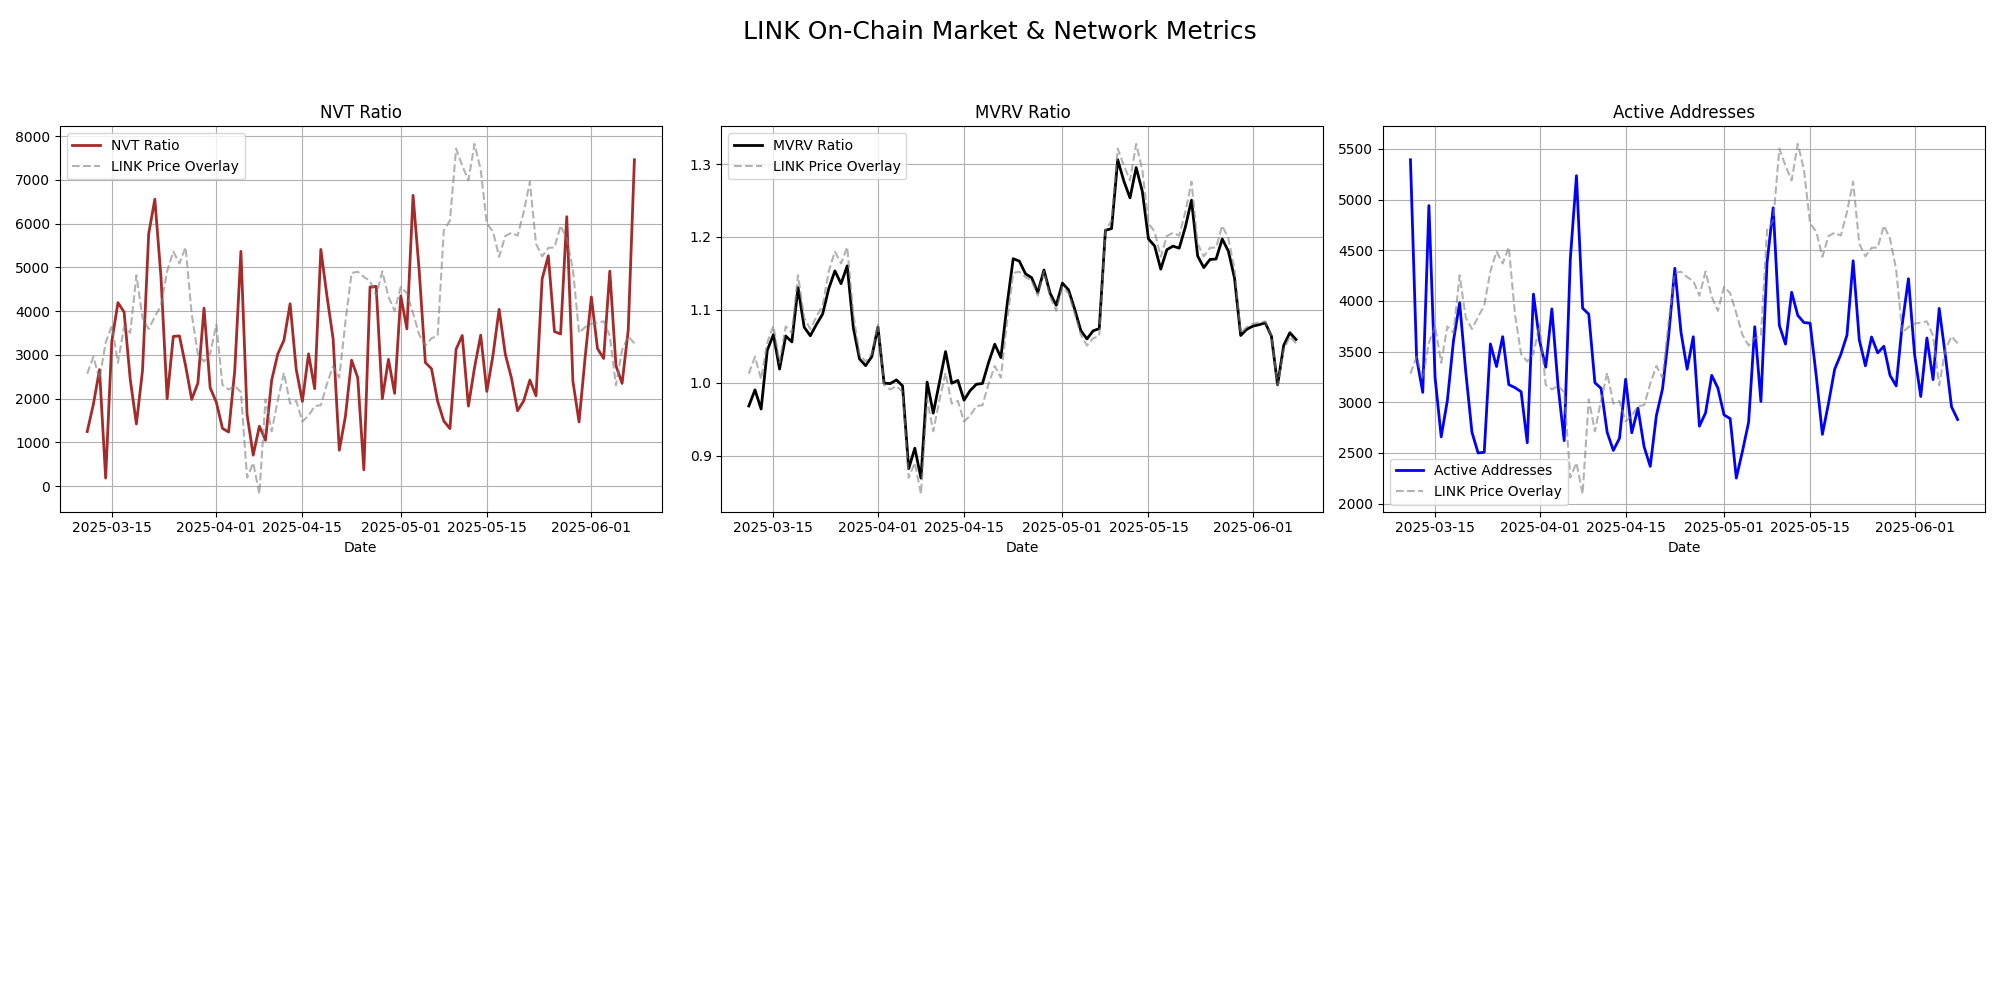 LINK On-Chain Market & Network Metrics
NVT Ratio
NVT Ratio
LINK Price Overlay
8000
7000
6000
5000
4000
3000
2000
1000
0
2025-03-15 2025-04-01 2025-04-15 2025-05-01 2025-05-15 2025-06-01
Date
MVRV Ratio
MVRV Ratio
LINK Price Overlay
1.3
1.2
1.1
1.0
0.9
2025-03-15 2025-04-01 2025-04-15 2025-05-01 2025-05-15 2025-06-01
Date
Active Addresses
5500
5000
4500
4000
3500
3000
2500
2000
Active Addresses
LINK Price Overlay
2025-03-15 2025-04-01 2025-04-15 2025-05-01 2025-05-15 2025-06-01
Date